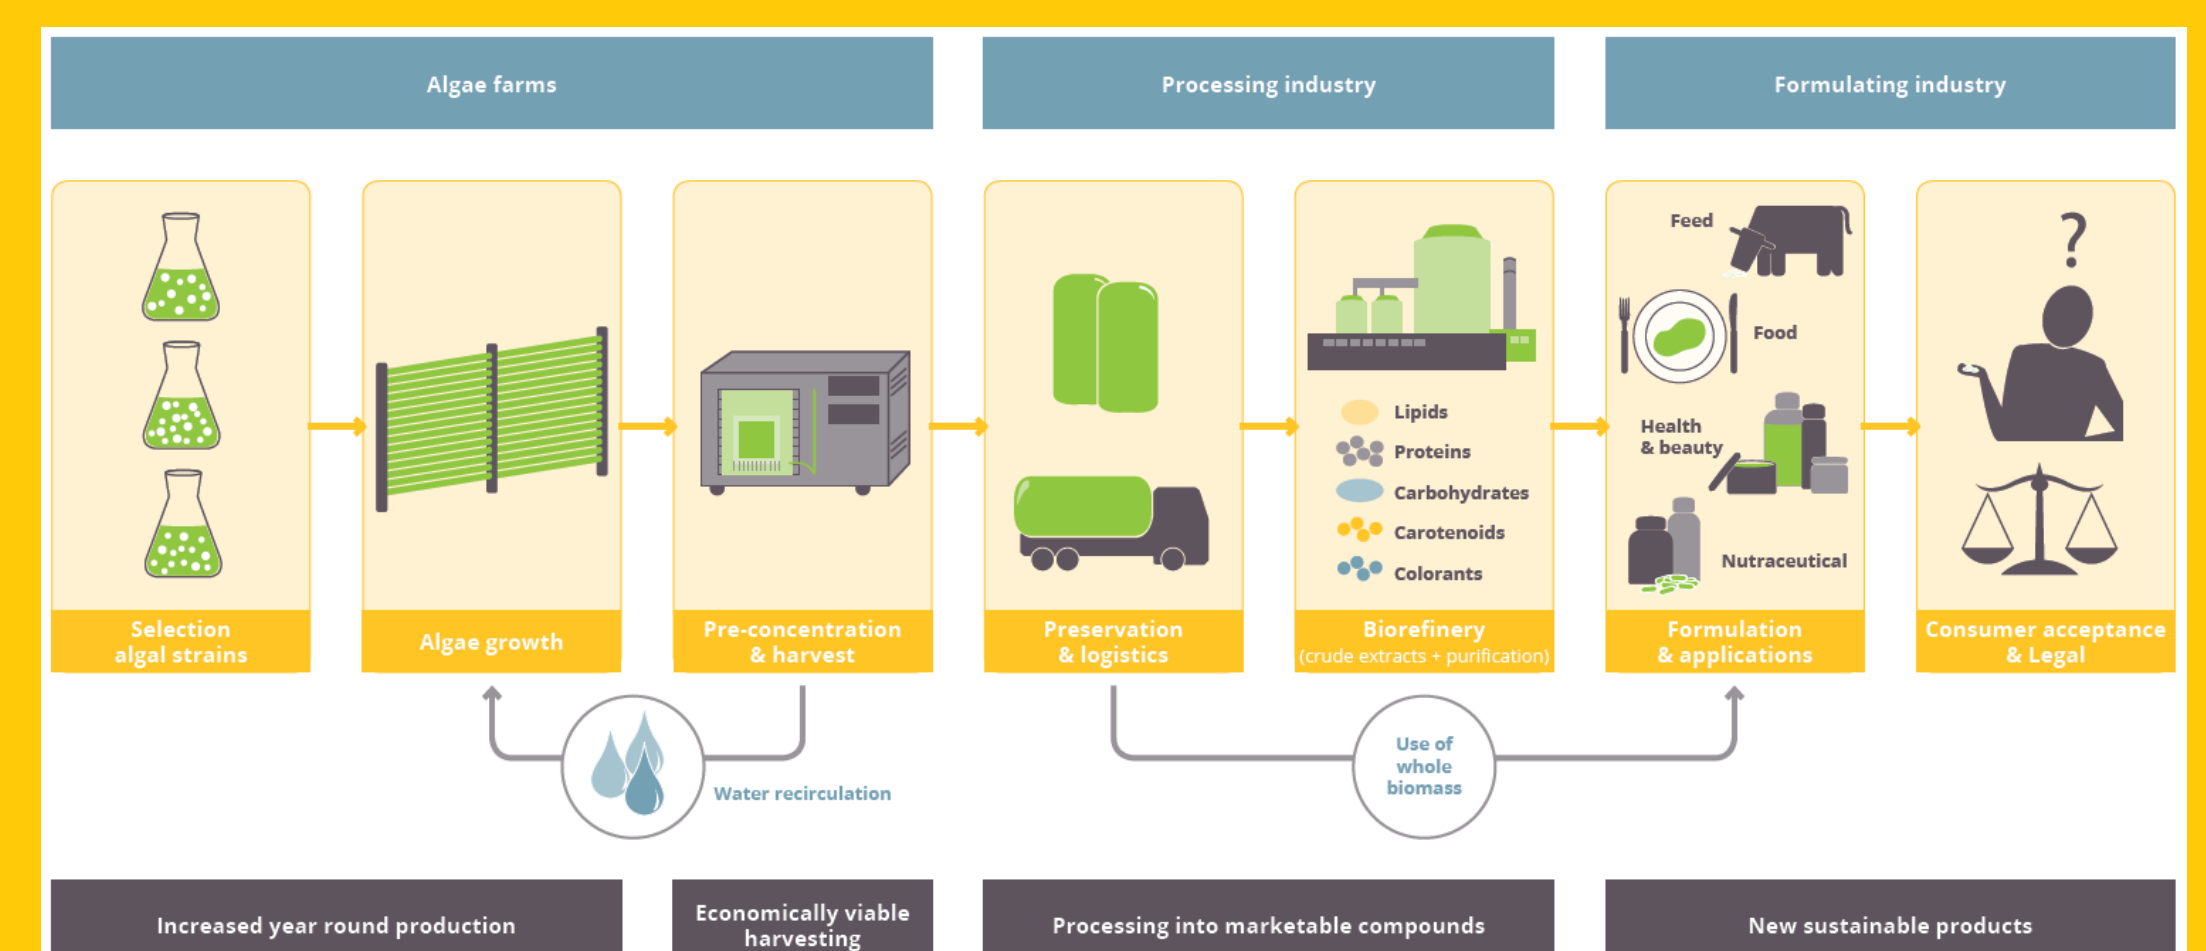 Algae farms
Processing industry
Formulating industry
Feed
Food
Health
& beauty
Nutraceutical
?
Lipids
Proteins
Carbohydrates
Carotenoids
Colorants
Selection
algal strains
Algae growth
Pre-concentration
& harvest
Preservation
& logistics
Biorefinery
(crude extracts + purification)
Formulation
& applications
Consumer acceptance
& Legal
Water recirculation
Use of
whole
biomass
Increased year round production
Economically viable
harvesting
Processing into marketable compounds
New sustainable products